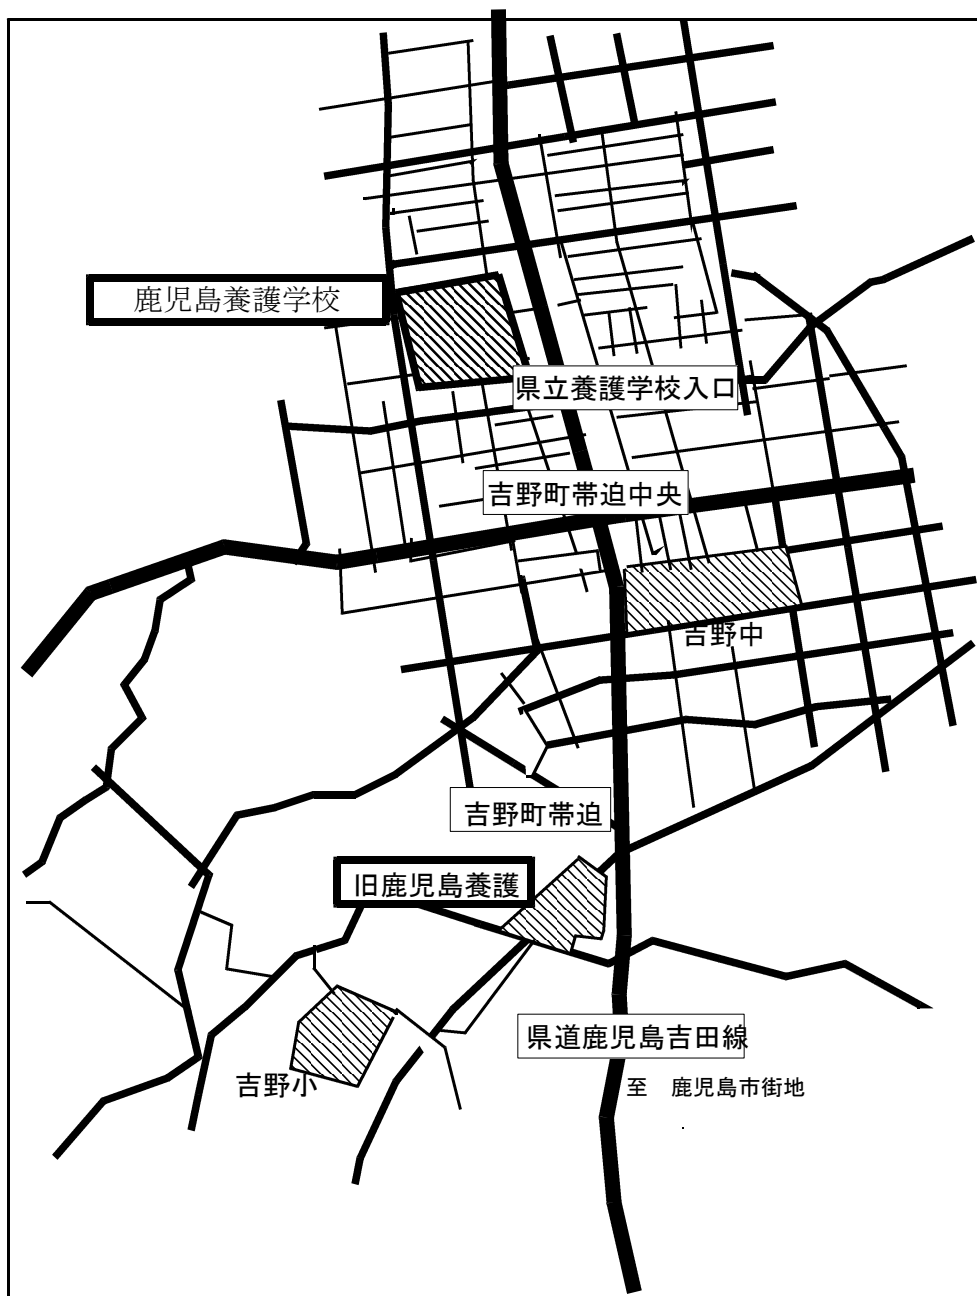 鹿児島養護学校
県立養護学校入口
吉野町帯迫中央
吉野中
吉野町帯迫
旧鹿児島養護
県道鹿児島吉田線
吉野小
至　鹿児島市街地